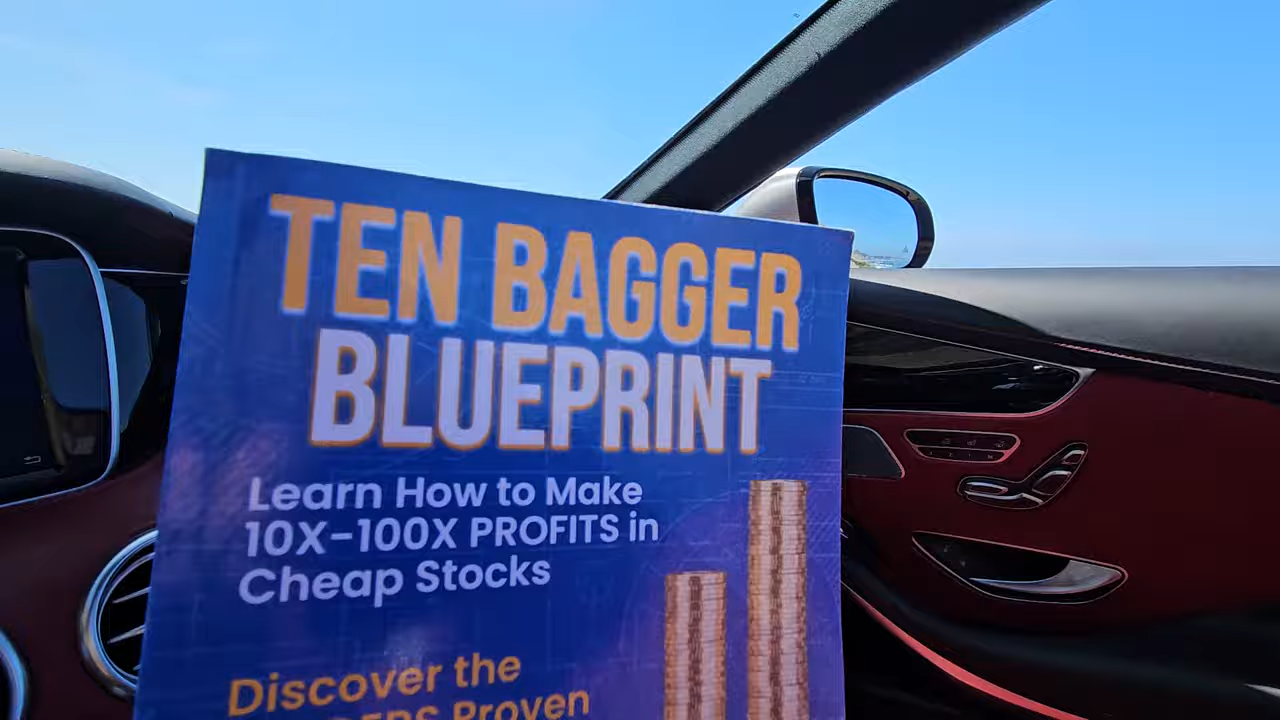 TEN BAGGER
BLUEPRINT
Learn How to Make
10X-100X PROFITS in
Cheap Stocks
Discover the
Proven